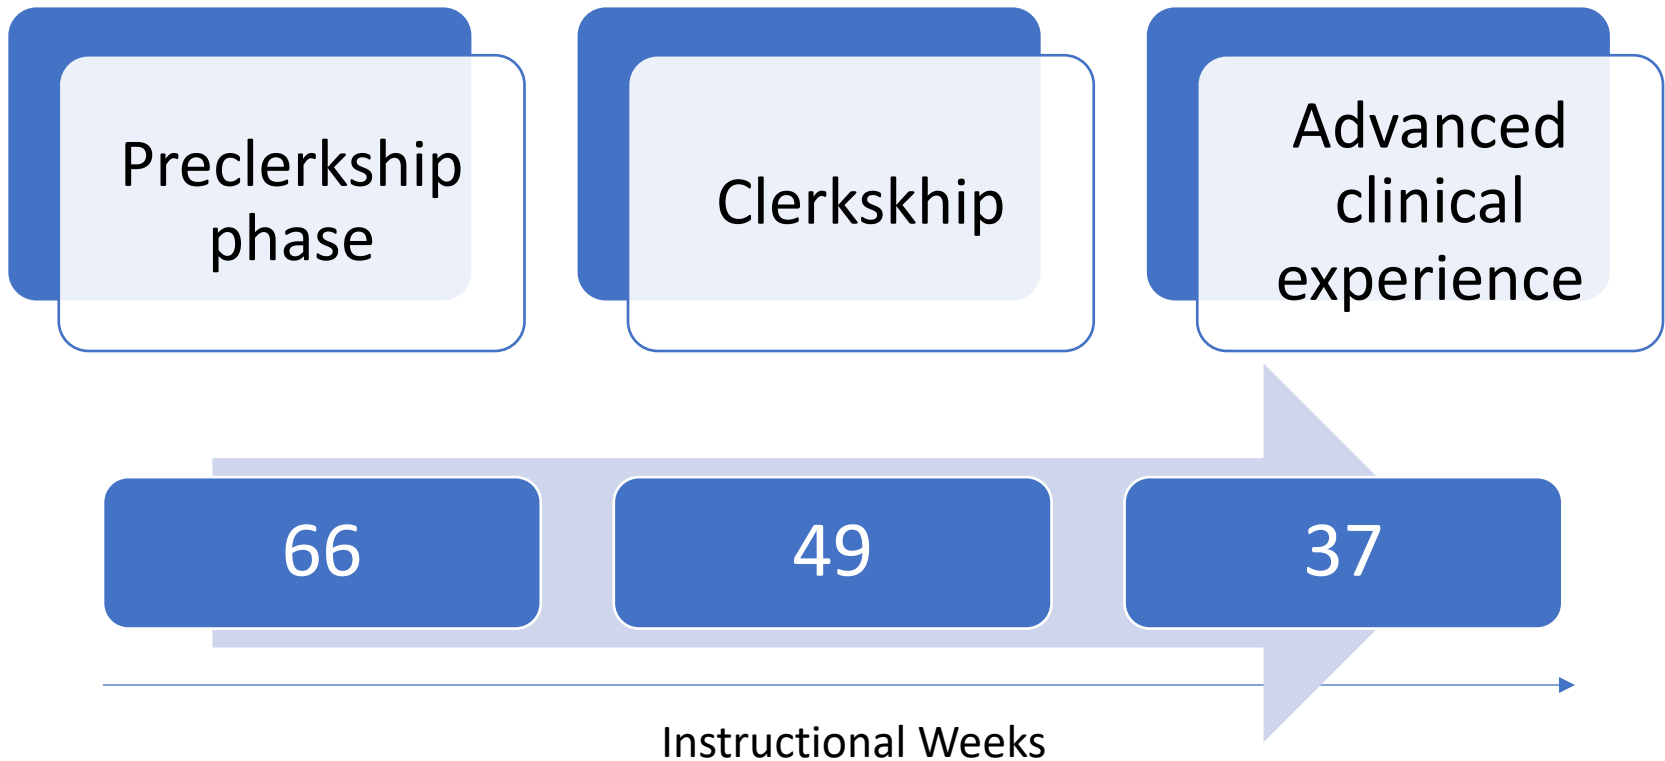 Preclerkship
phase
Clerkskhip
Advanced
clinical
experience
66
49
37
Instructional Weeks